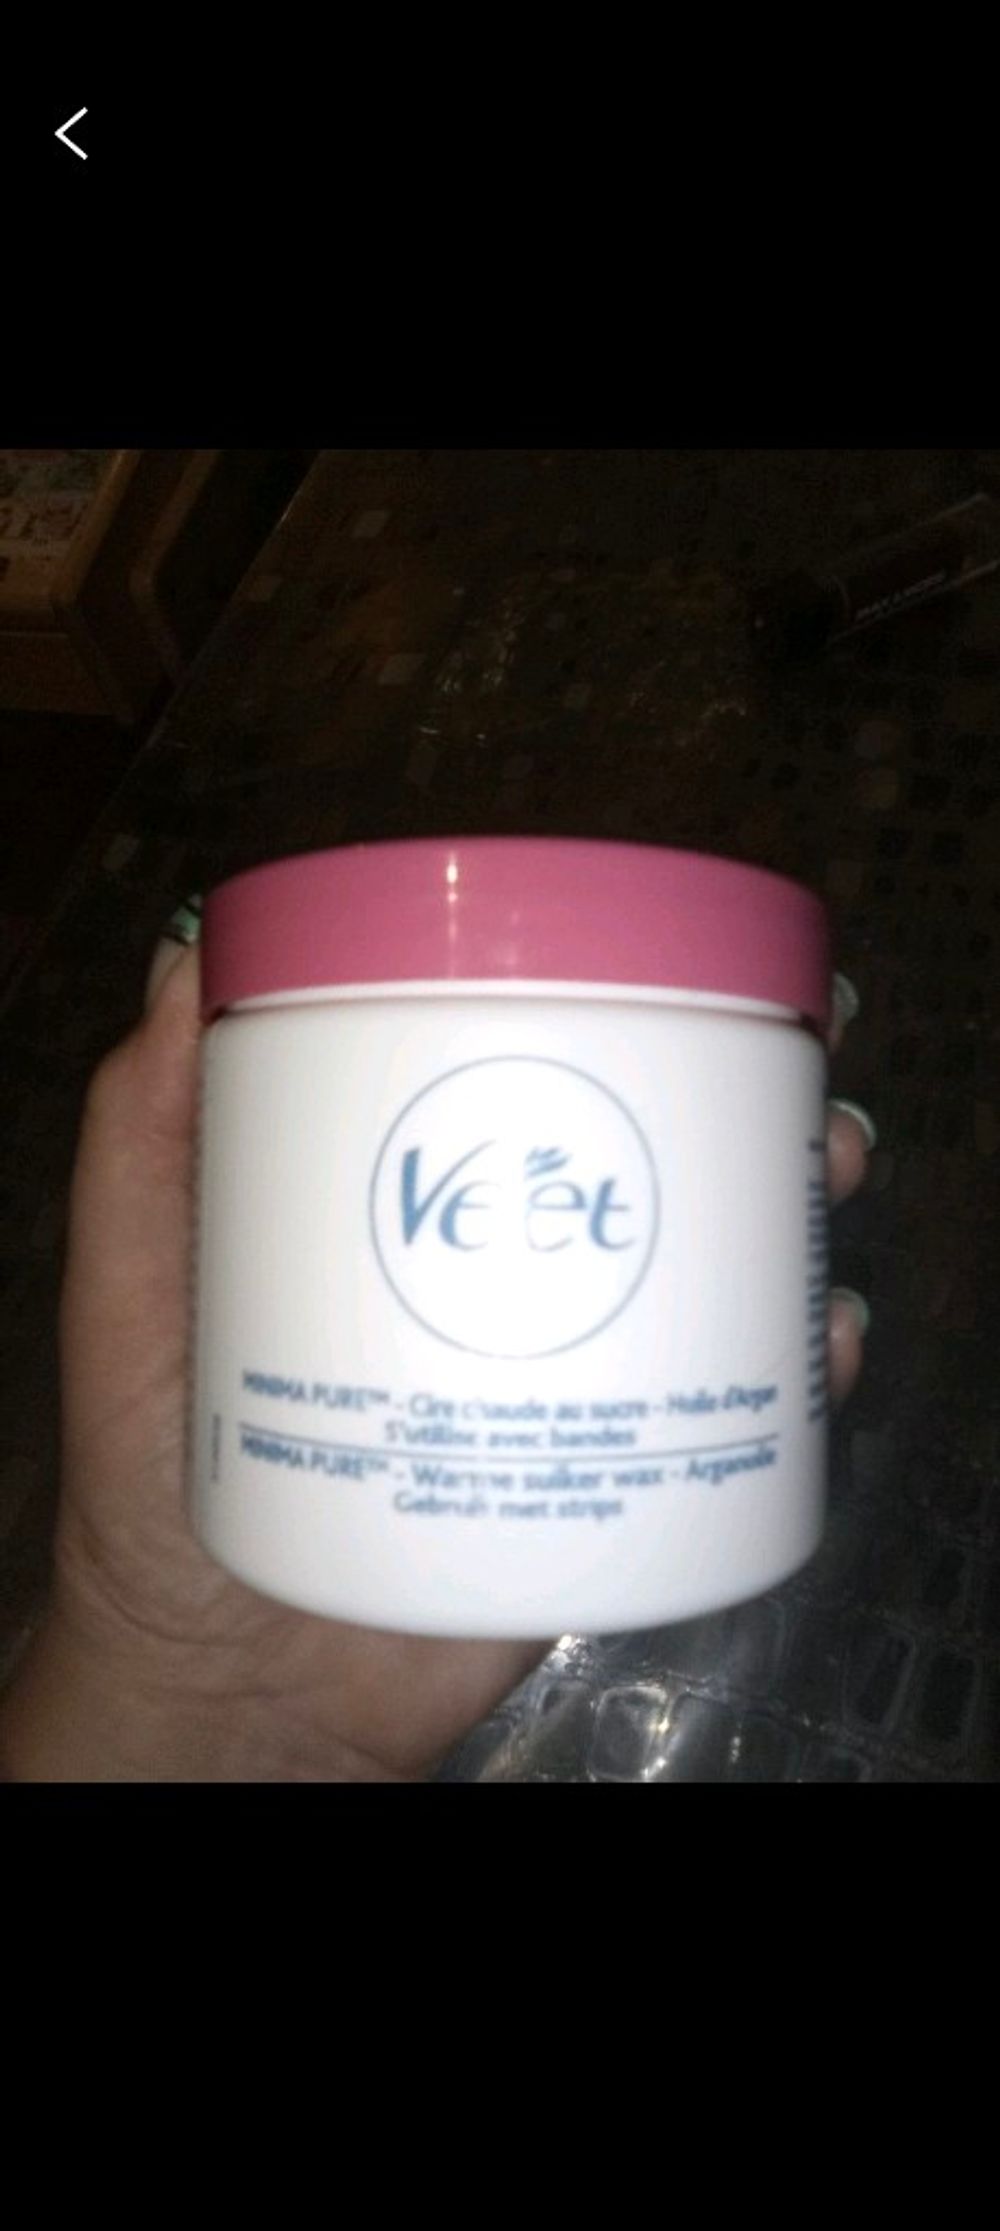 Veet
MINIMA PURE™ - Cire chaude au sucre - Huile d'Argan
S'utilise avec bandes
MINIMA PURE™ - Warme suiker wax - Arganolie
Gebruik met strips